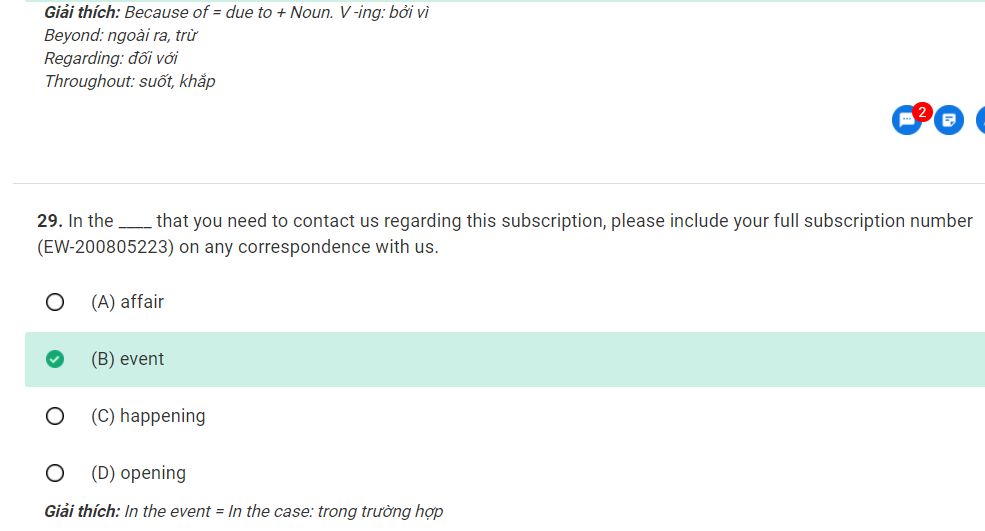 Giải thích: Because of = due to + Noun. V -ing: bởi vì
Beyond: ngoài ra, trừ
Regarding: đối với
Throughout: suốt, khắp
2
29. In the ____ that you need to contact us regarding this subscription, please include your full subscription number
(EW-200805223) on any correspondence with us.
(A) affair
(B) event
(C) happening
(D) opening
Giải thích: In the event = In the case: trong trường hợp